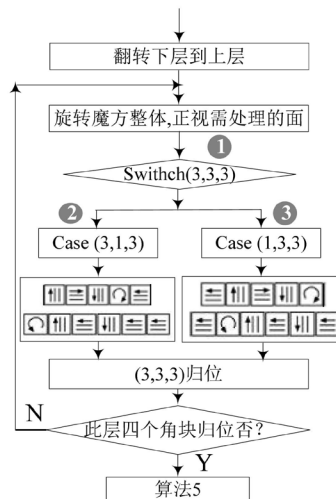 翻转下层到上层
旋转魔方整体,正视需处理的面
1
Swithch(3,3,3)
2
3
Case (3,1,3)
Case (1,3,3)
(3,3,3)归位
N
此层四个角块归位否?
Y
算法5